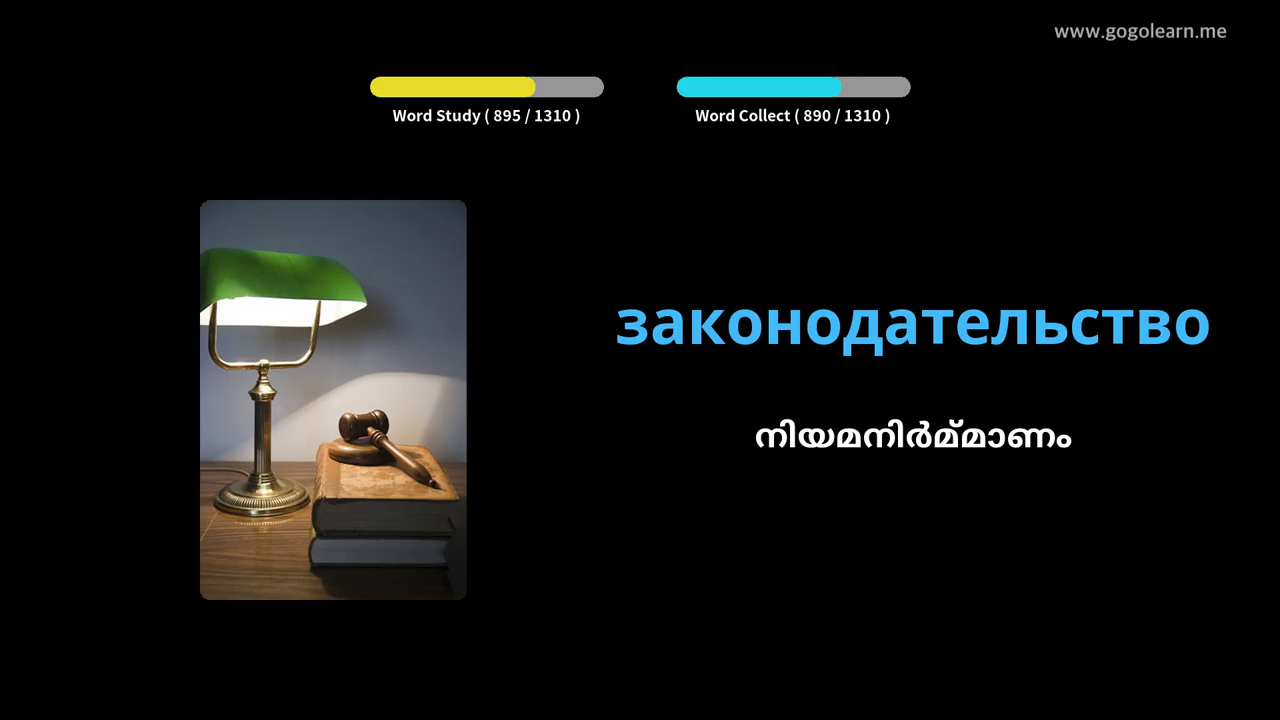 www.gogolearn.me
Word Study ( 895 / 1310 )
Word Collect ( 890 / 1310 )
законодательство
നിയമനിർമ്മാണം